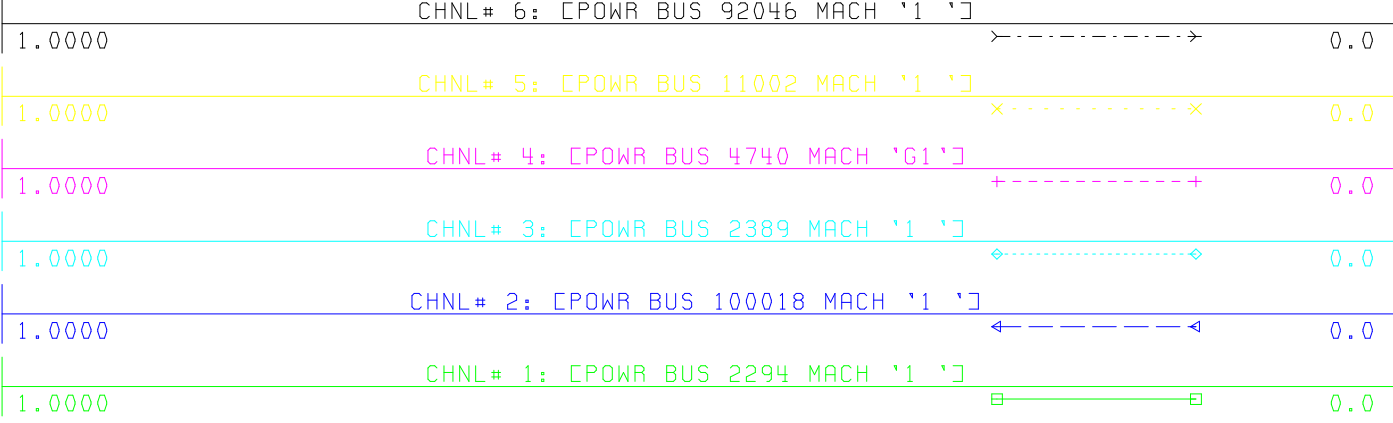 CHNL# 6: [POWR BUS 92046 MACH '1 ']
1.0000 0.0
CHNL# 5: [POWR BUS 11002 MACH '1 ']
1.0000 0.0
CHNL# 4: [POWR BUS 4740 MACH 'G1']
1.0000 0.0
CHNL# 3: [POWR BUS 2389 MACH '1 ']
1.0000 0.0
CHNL# 2: [POWR BUS 100018 MACH '1 ']
1.0000 0.0
CHNL# 1: [POWR BUS 2294 MACH '1 ']
1.0000 0.0